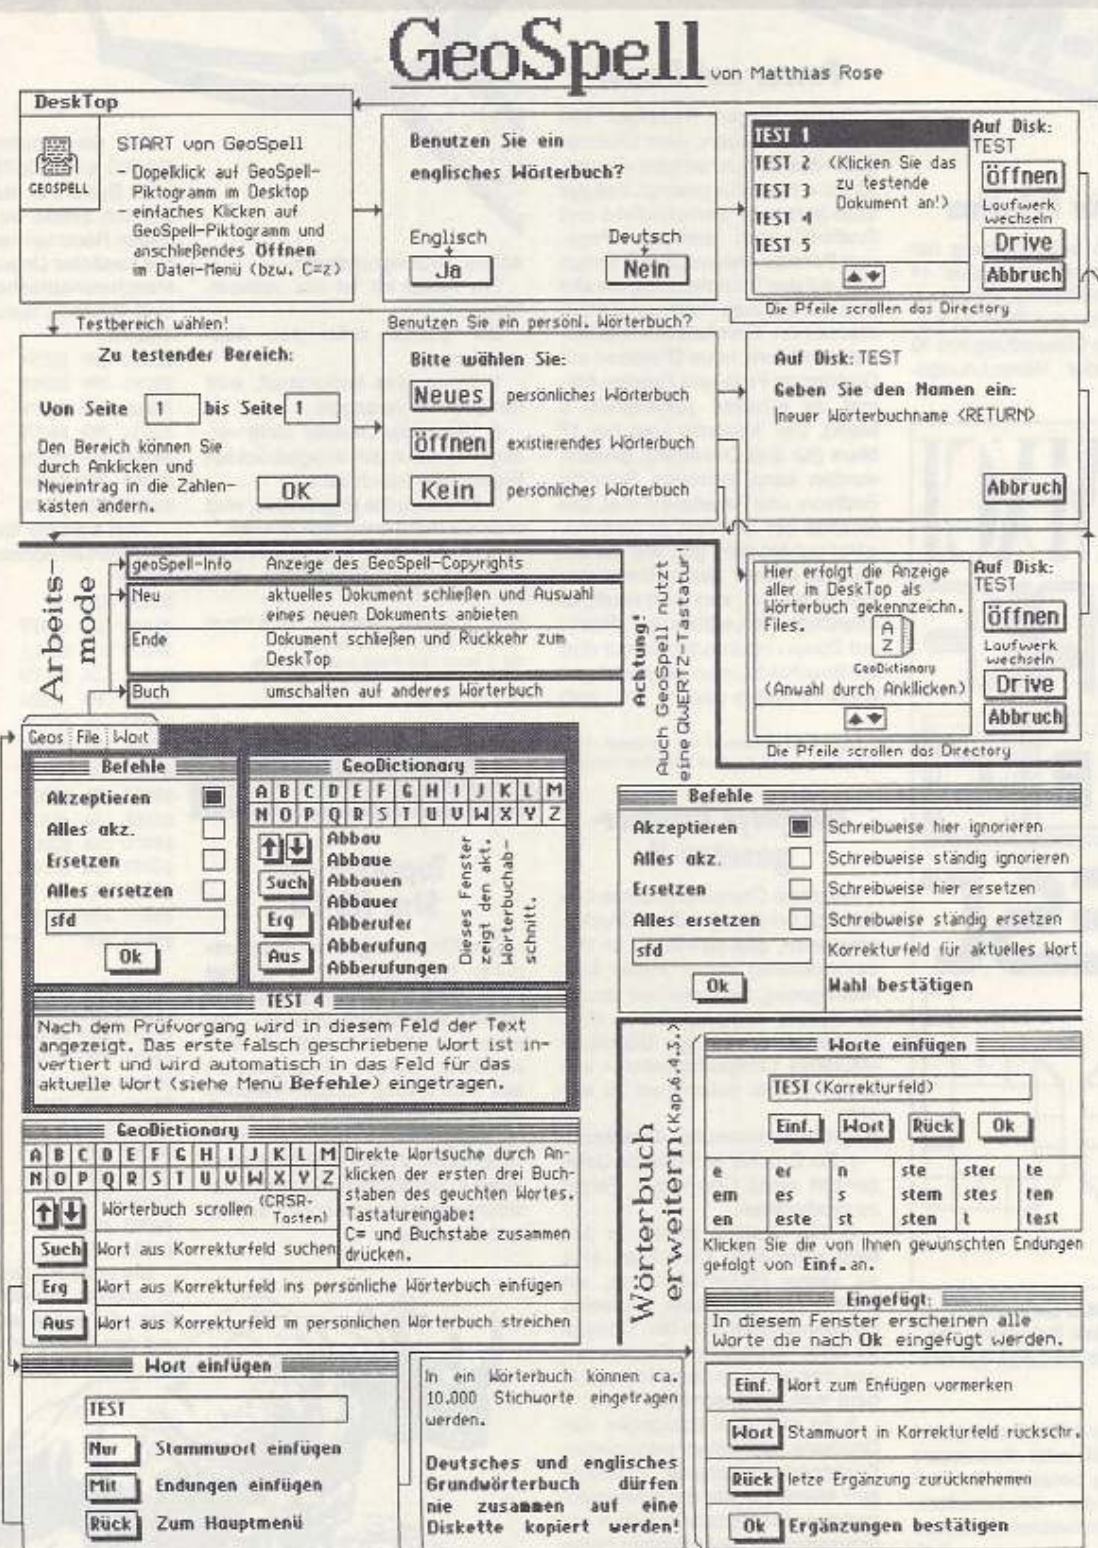 GeoSpell von Matthias Rose
DeskTop
GEOSPELL
START von GeoSpell
- Dopelklick auf GeoSpell-
Piktogramm im Desktop
- einfaches Klicken auf
GeoSpell-Piktogramm und
anschließendes Öffnen
im Datei-Menü (bzw. C=z)
Benutzen Sie ein
englisches Wörterbuch?
Englisch Deutsch
Ja Nein
TEST 1
TEST 2 (Klicken Sie das
TEST 3 zu testende
TEST 4 Dokument an!)
TEST 5
Auf Disk:
TEST
Öffnen
Laufwerk
wechseln
Drive
Abbruch
Die Pfeile scrollen das Directory
Testbereich wählen!
Zu testender Bereich:
Von Seite 1 bis Seite 1
Den Bereich können Sie
durch Anklicken und
Neueintrag in die Zahlen-
kästen ändern.
OK
Benutzen Sie ein persönl. Wörterbuch?
Bitte wählen Sie:
Neues persönliches Wörterbuch
Öffnen existierendes Wörterbuch
Kein persönliches Wörterbuch
Auf Disk: TEST
Geben Sie den Namen ein:
neuer Wörterbuchname <RETURN>
Abbruch
Arbeits-
mode
geoSpell-Info Anzeige des GeoSpell-Copyrights
Neu aktuelles Dokument schließen und Auswahl
eines neuen Dokuments anbieten
Ende Dokument schließen und Rückkehr zum
DeskTop
Buch umschalten auf anderes Wörterbuch
Achtung!
Auch GeoSpell nutzt
eine QWERTZ-Tastatur!
Hier erfolgt die Anzeige
aller im DeskTop als
Wörterbuch gekennzeichn.
Files.
A
Z
GeoDictionary
(Anwahl durch Ankllicken)
Auf Disk:
TEST
Öffnen
Laufwerk
wechseln
Drive
Abbruch
Die Pfeile scrollen das Directory
Geos File Wort
Befehle
Akzeptieren
Alles akz.
Ersetzen
Alles ersetzen
sfd
Ok
GeoDictionary
A B C D E F G H I J K L M
N O P Q R S T U V W X Y Z
Such
Erg
Aus
Abbau
Abbaue
Abbauen
Abbauer
Abberufer
Abberufung
Abberufungen
Dieses Fenster
zeigt den akt.
Wörterbuchab-
schnitt.
TEST 4
Nach dem Prüfvorgang wird in diesem Feld der Text
angezeigt. Das erste falsch geschriebene Wort ist in-
vertiert und wird automatisch in das Feld für das
aktuelle Wort (siehe Menü Befehle) eingetragen.
Befehle
Akzeptieren Schreibweise hier ignorieren
Alles akz. Schreibweise ständig ignorieren
Ersetzen Schreibweise hier ersetzen
Alles ersetzen Schreibweise ständig ersetzen
sfd Korrekturfeld für aktuelles Wort
Ok Wahl bestätigen
GeoDictionary
A B C D E F G H I J K L M
N O P Q R S T U V W X Y Z
Direkte Wortsuche durch An-
klicken der ersten drei Buch-
staben des geuchten Wortes.
Tastatureingabe:
C= und Buchstabe zusammen
drücken.
Wörterbuch scrollen (CRSR-
Tasten)
Such Wort aus Korrekturfeld suchen
Erg Wort aus Korrekturfeld ins persönliche Wörterbuch einfügen
Aus Wort aus Korrekturfeld im persönlichen Wörterbuch streichen
Wort einfügen
TEST
Nur Stammwort einfügen
Mit Endungen einfügen
Rück Zum Hauptmenü
In ein Wörterbuch können ca.
10.000 Stichworte eingetragen
werden.
Deutsches und englisches
Grundwörterbuch dürfen
nie zusammen auf eine
Diskette kopiert werden!
Wörterbuch
erweitern (Kap.6.4.3.)
Worte einfügen
TEST (Korrekturfeld)
Einf. Wort Rück Ok
e er n ste ster te
em es s stem stes ten
en este st sten t test
Klicken Sie die von Ihnen gewünschten Endungen
gefolgt von Einf. an.
Eingefügt:
In diesem Fenster erscheinen alle
Worte die nach Ok eingefügt werden.
Einf. Wort zum Enfügen vormerken
Wort Stammwort in Korrekturfeld rückschr.
Rück letze Ergänzung zurücknehemen
Ok Ergänzungen bestätigen